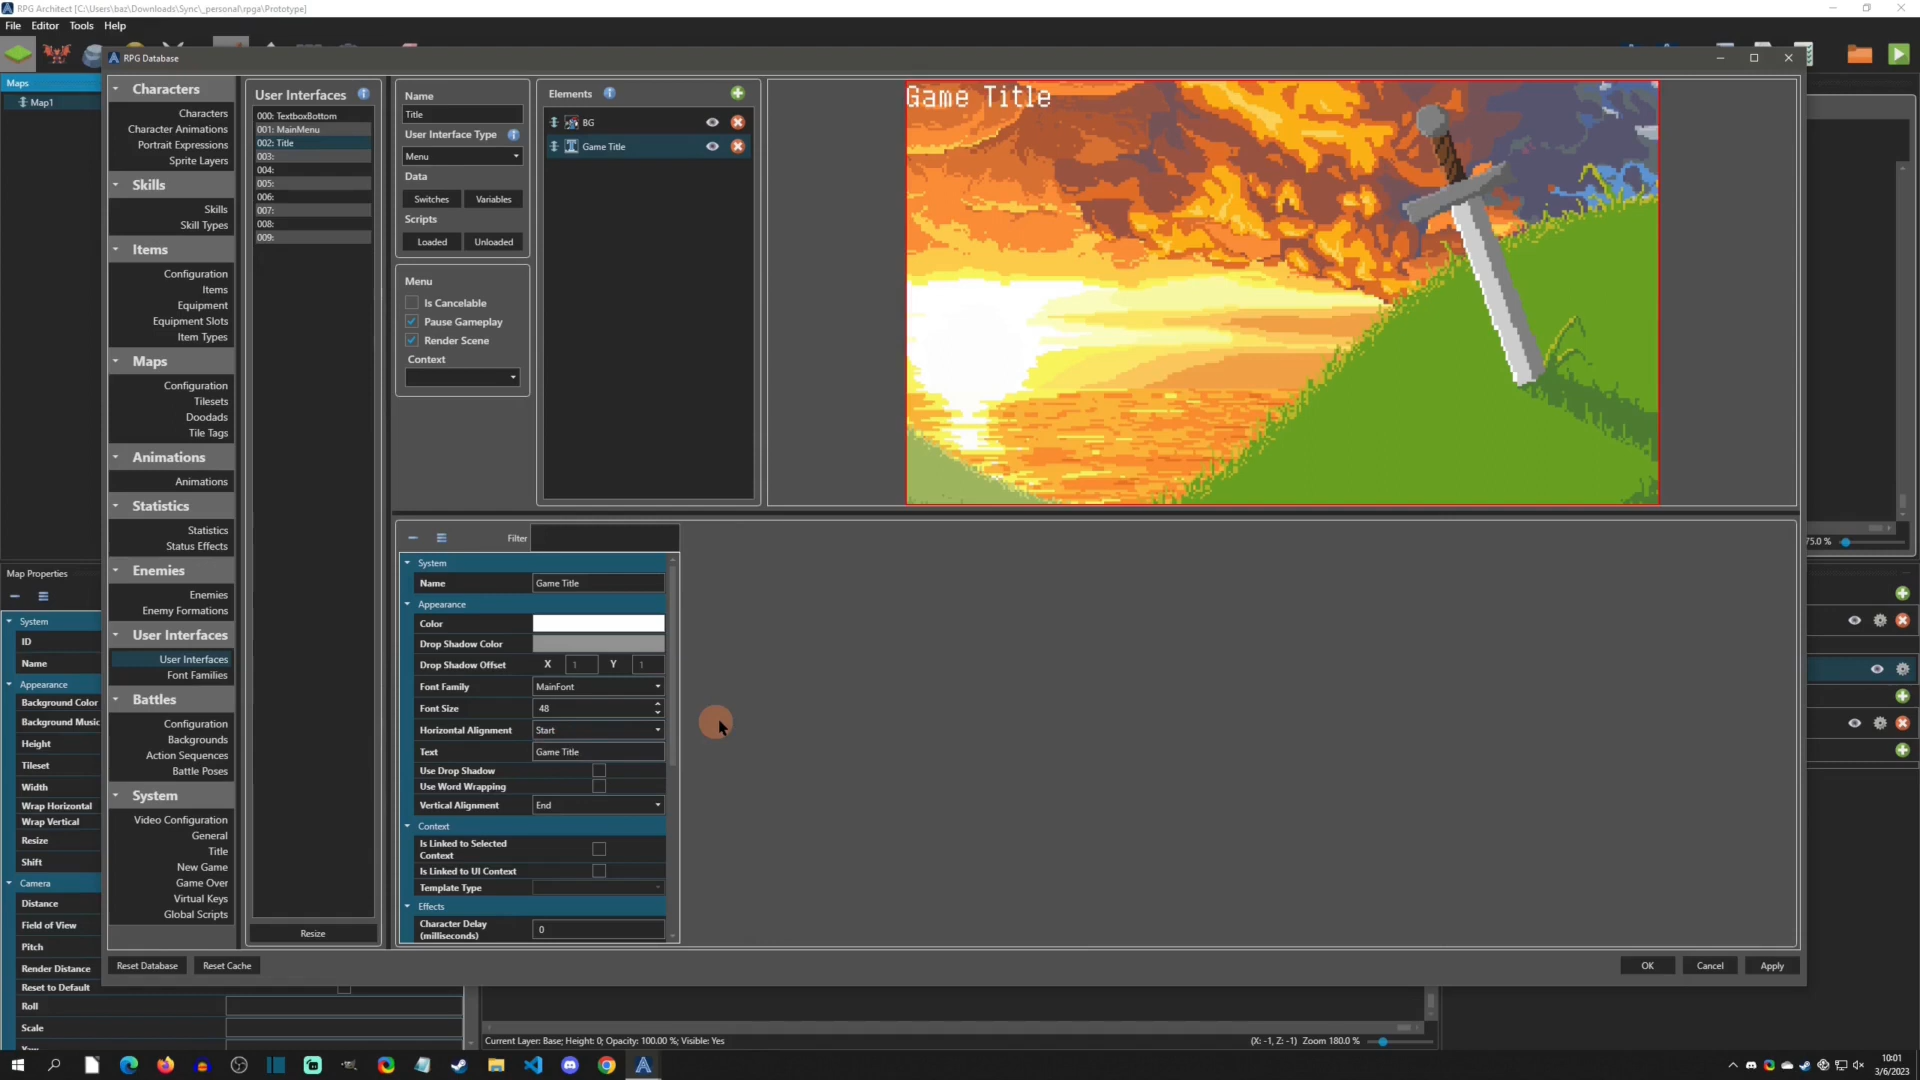 RPG Architect [C:\Users\baz\Downloads\Sync\_personal\rpga\Prototype]
File Editor Tools Help
RPG Database
Maps
Map1
Characters
Characters
Character Animations
Portrait Expressions
Sprite Layers
Skills
Skills
Skill Types
Items
Configuration
Items
Equipment
Equipment Slots
Item Types
Maps
Configuration
Tilesets
Doodads
Tile Tags
Animations
Animations
Statistics
Statistics
Status Effects
Enemies
Enemies
Enemy Formations
User Interfaces
User Interfaces
Font Families
Battles
Configuration
Backgrounds
Action Sequences
Battle Poses
System
Video Configuration
General
Title
New Game
Game Over
Virtual Keys
Global Scripts
User Interfaces
000: TextboxBottom
001: MainMenu
002: Title
003:
004:
005:
006:
007:
008:
009:
Resize
Name
Title
User Interface Type
Menu
Data
Switches Variables
Scripts
Loaded Unloaded
Menu
Is Cancelable
Pause Gameplay
Render Scene
Context
Elements
BG
Game Title
Game Title
Filter
System
Name Game Title
Appearance
Color
Drop Shadow Color
Drop Shadow Offset X 1 Y 1
Font Family MainFont
Font Size 48
Horizontal Alignment Start
Text Game Title
Use Drop Shadow
Use Word Wrapping
Vertical Alignment End
Context
Is Linked to Selected
Context
Is Linked to UI Context
Template Type
Effects
Character Delay
(milliseconds) 0
Reset Database Reset Cache
OK Cancel Apply
75.0 %
Map Properties
System
ID
Name
Appearance
Background Color
Background Music
Height
Tileset
Width
Wrap Horizontal
Wrap Vertical
Resize
Shift
Camera
Distance
Field of View
Pitch
Render Distance
Reset to Default
Roll
Scale
Yaw
Current Layer: Base; Height: 0; Opacity: 100.00 %; Visible: Yes
(X: -1, Z: -1) Zoom 180.0 %
10:01
3/6/2023